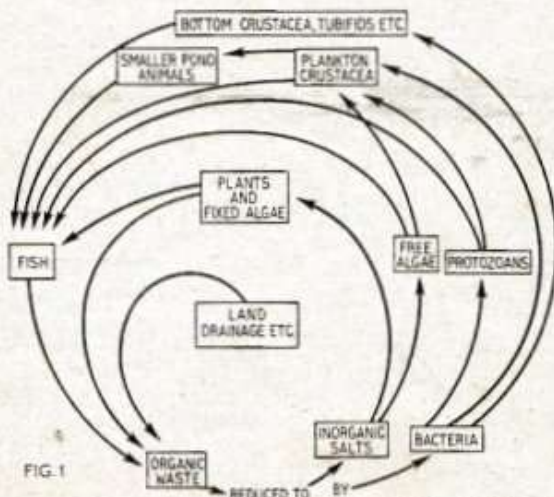 BOTTOM CRUSTACEA, TUBIFIDS ETC.
SMALLER POND
ANIMALS
PLANKTON
CRUSTACEA
PLANTS
AND
FIXED ALGAE
FISH
FREE
ALGAE
PROTOZOANS
LAND
DRAINAGE ETC
INORGANIC
SALTS
BACTERIA
ORGANIC
WASTE
REDUCED TO
BY
FIG. 1